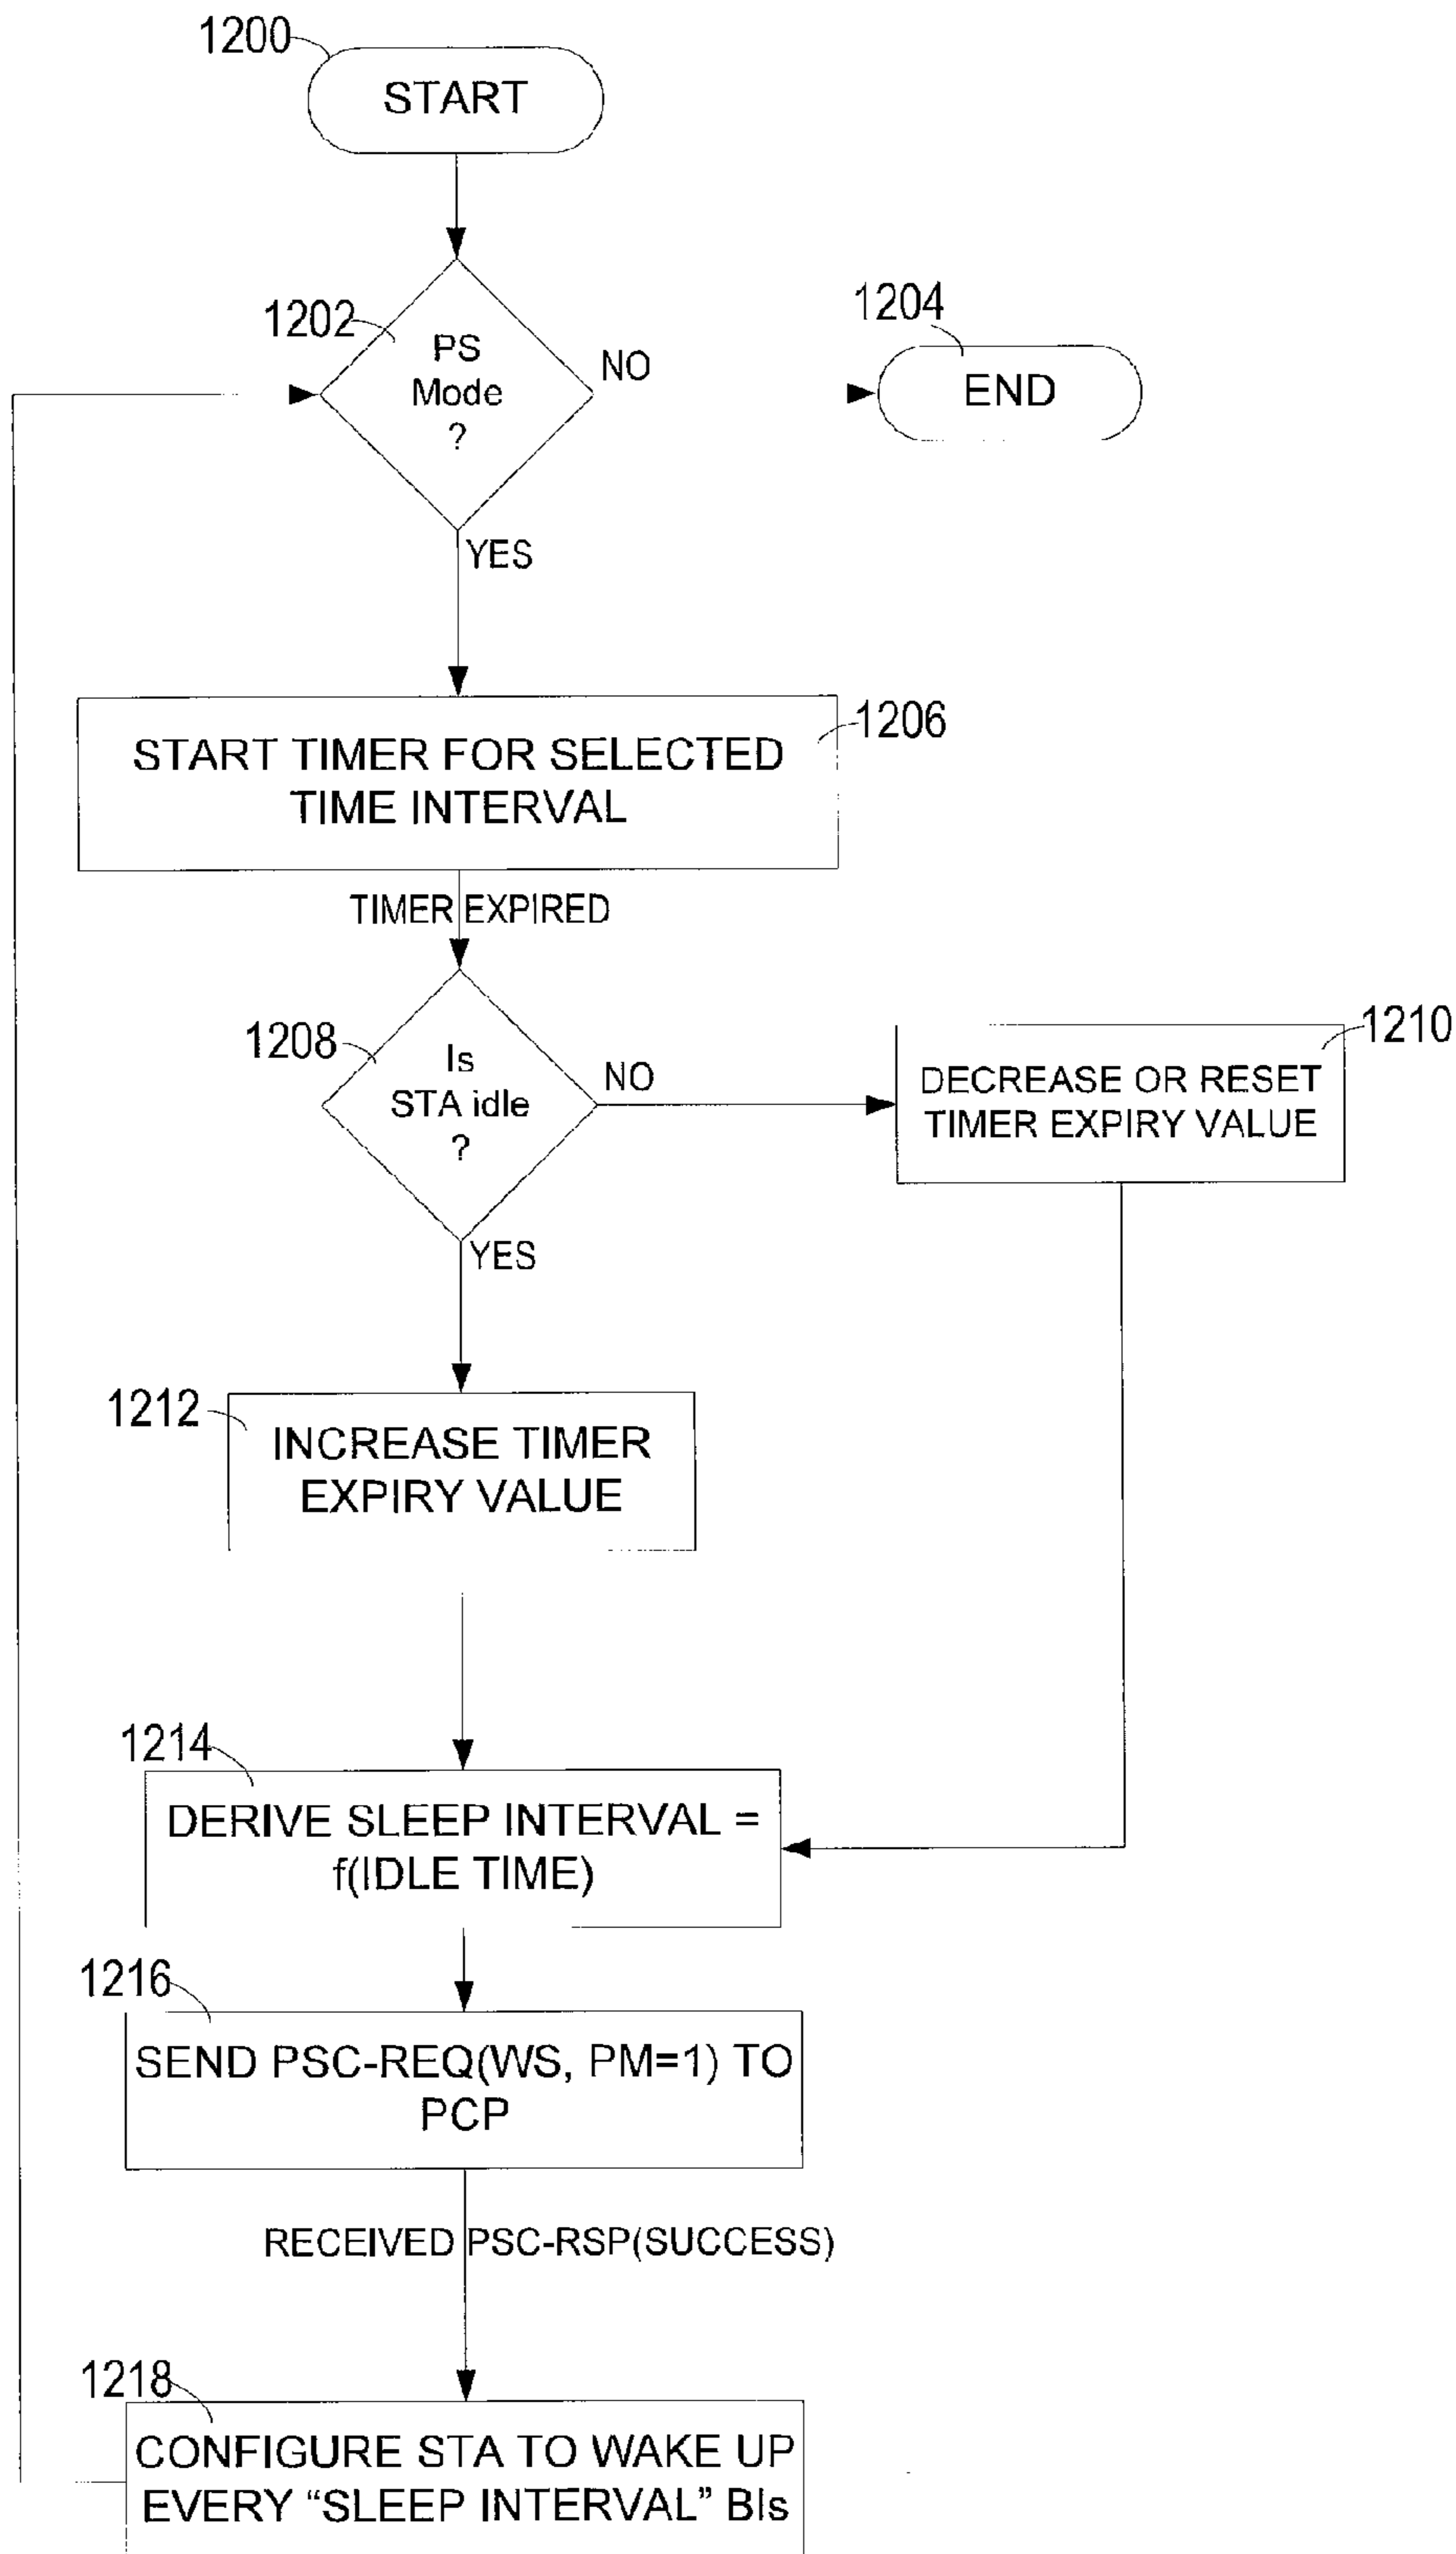 1200
START
1202
PS
Mode
?
NO
1204
END
YES
1206
START TIMER FOR SELECTED
TIME INTERVAL
TIMER EXPIRED
1208
Is
STA idle
?
NO
1210
DECREASE OR RESET
TIMER EXPIRY VALUE
YES
1212
INCREASE TIMER
EXPIRY VALUE
1214
DERIVE SLEEP INTERVAL =
f(IDLE TIME)
1216
SEND PSC-REQ(WS, PM=1) TO
PCP
RECEIVED PSC-RSP(SUCCESS)
1218
CONFIGURE STA TO WAKE UP
EVERY “SLEEP INTERVAL” BIs